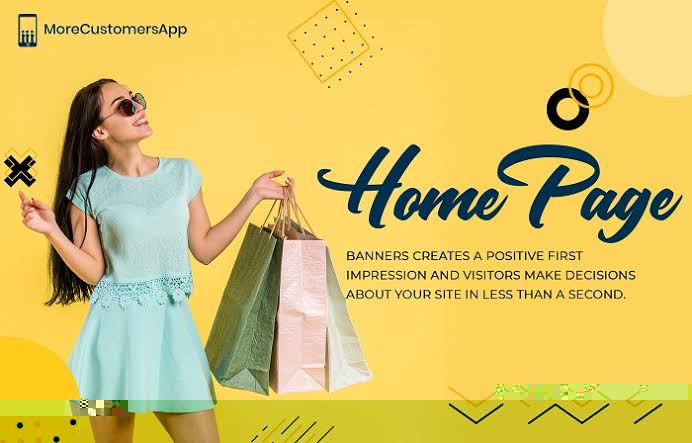 MoreCustomersApp
Home Page
BANNERS CREATES A POSITIVE FIRST
IMPRESSION AND VISITORS MAKE DECISIONS
ABOUT YOUR SITE IN LESS THAN A SECOND.